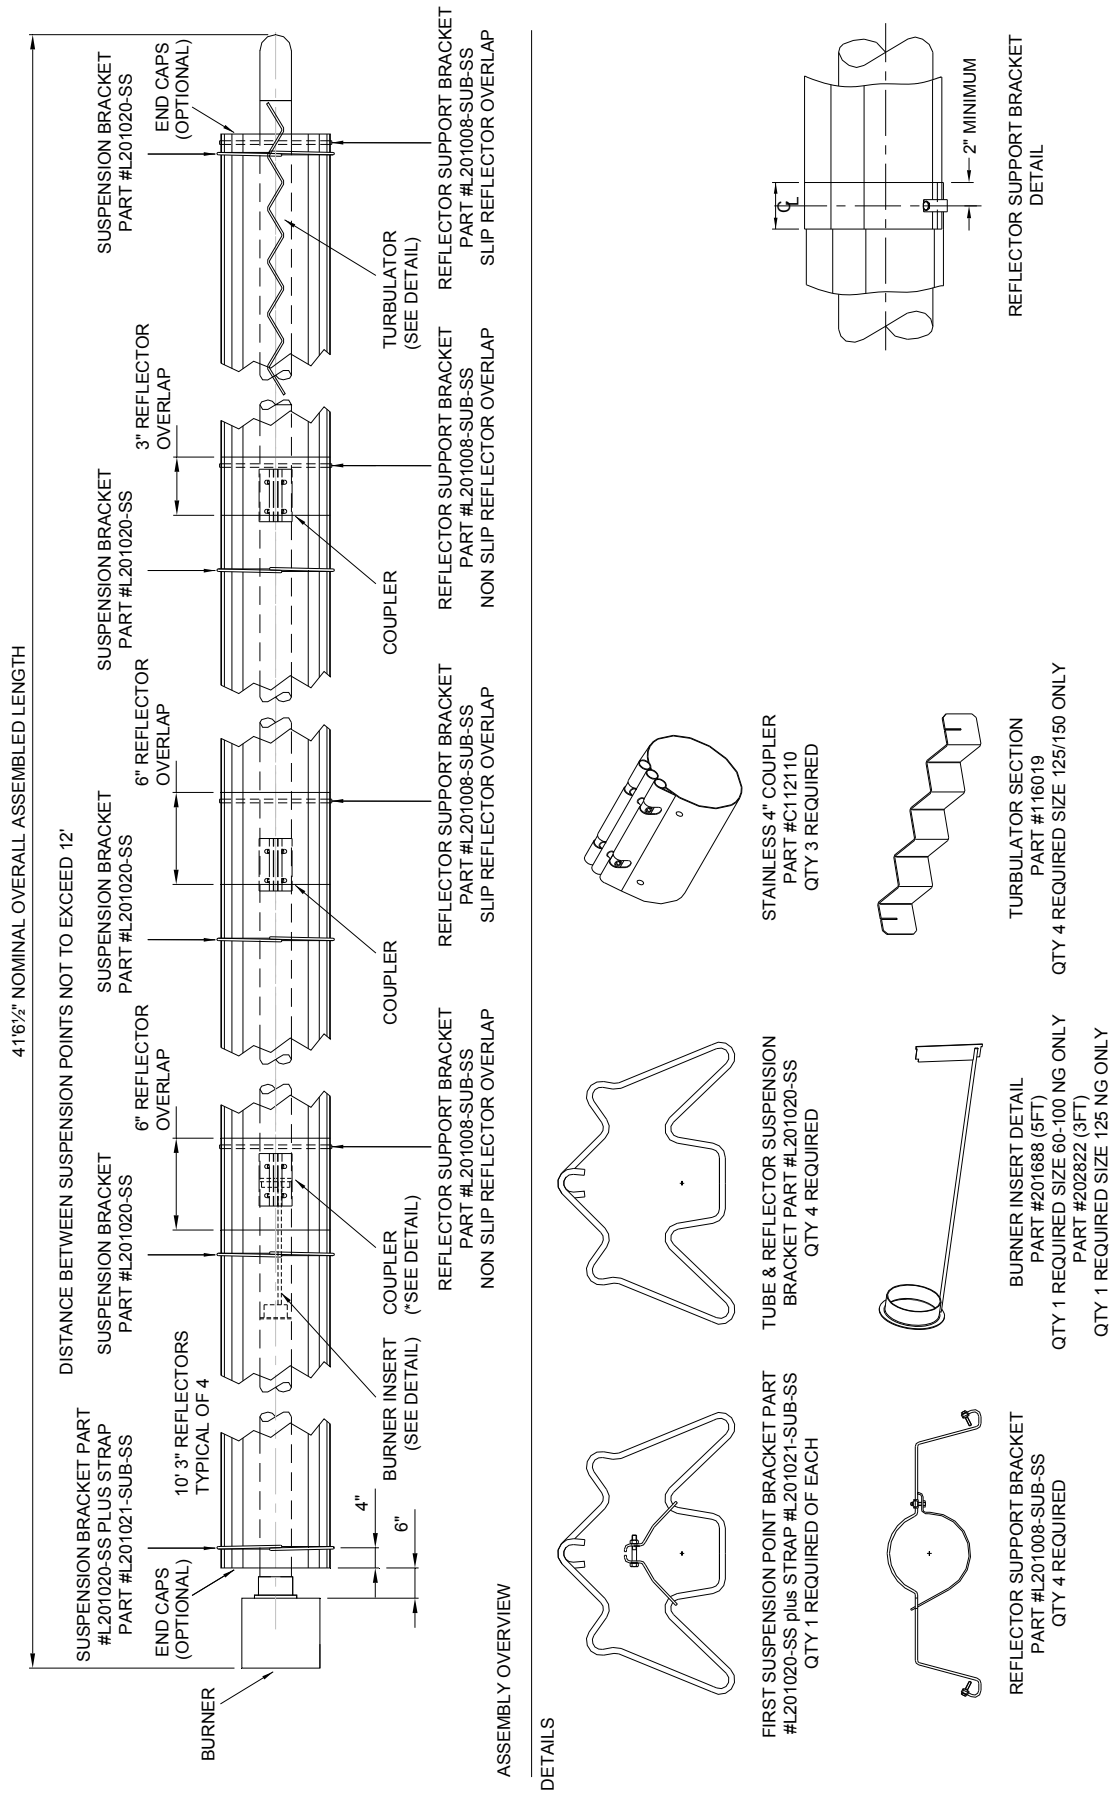 41'6½" NOMINAL OVERALL ASSEMBLED LENGTH
DISTANCE BETWEEN SUSPENSION POINTS NOT TO EXCEED 12'
SUSPENSION BRACKET PART
#L201020-SS PLUS STRAP
PART #L201021-SUB-SS
SUSPENSION BRACKET
PART #L201020-SS
SUSPENSION BRACKET
PART #L201020-SS
SUSPENSION BRACKET
PART #L201020-SS
SUSPENSION BRACKET
PART #L201020-SS
END CAPS
(OPTIONAL)
10' 3" REFLECTORS
TYPICAL OF 4
6" REFLECTOR
OVERLAP
6" REFLECTOR
OVERLAP
3" REFLECTOR
OVERLAP
END CAPS
(OPTIONAL)
BURNER
4"
6"
BURNER INSERT
(SEE DETAIL)
COUPLER
(*SEE DETAIL)
COUPLER
COUPLER
TURBULATOR
(SEE DETAIL)
REFLECTOR SUPPORT BRACKET
PART #L201008-SUB-SS
NON SLIP REFLECTOR OVERLAP
REFLECTOR SUPPORT BRACKET
PART #L201008-SUB-SS
SLIP REFLECTOR OVERLAP
REFLECTOR SUPPORT BRACKET
PART #L201008-SUB-SS
NON SLIP REFLECTOR OVERLAP
REFLECTOR SUPPORT BRACKET
PART #L201008-SUB-SS
SLIP REFLECTOR OVERLAP
ASSEMBLY OVERVIEW
DETAILS
FIRST SUSPENSION POINT BRACKET PART
#L201020-SS plus STRAP #L201021-SUB-SS
QTY 1 REQUIRED OF EACH
TUBE & REFLECTOR SUSPENSION
BRACKET PART #L201020-SS
QTY 4 REQUIRED
STAINLESS 4" COUPLER
PART #C112110
QTY 3 REQUIRED
CL
2" MINIMUM
REFLECTOR SUPPORT BRACKET
DETAIL
REFLECTOR SUPPORT BRACKET
PART #L201008-SUB-SS
QTY 4 REQUIRED
BURNER INSERT DETAIL
PART #201688 (5FT)
QTY 1 REQUIRED SIZE 60-100 NG ONLY
PART #202822 (3FT)
QTY 1 REQUIRED SIZE 125 NG ONLY
TURBULATOR SECTION
PART #116019
QTY 4 REQUIRED SIZE 125/150 ONLY